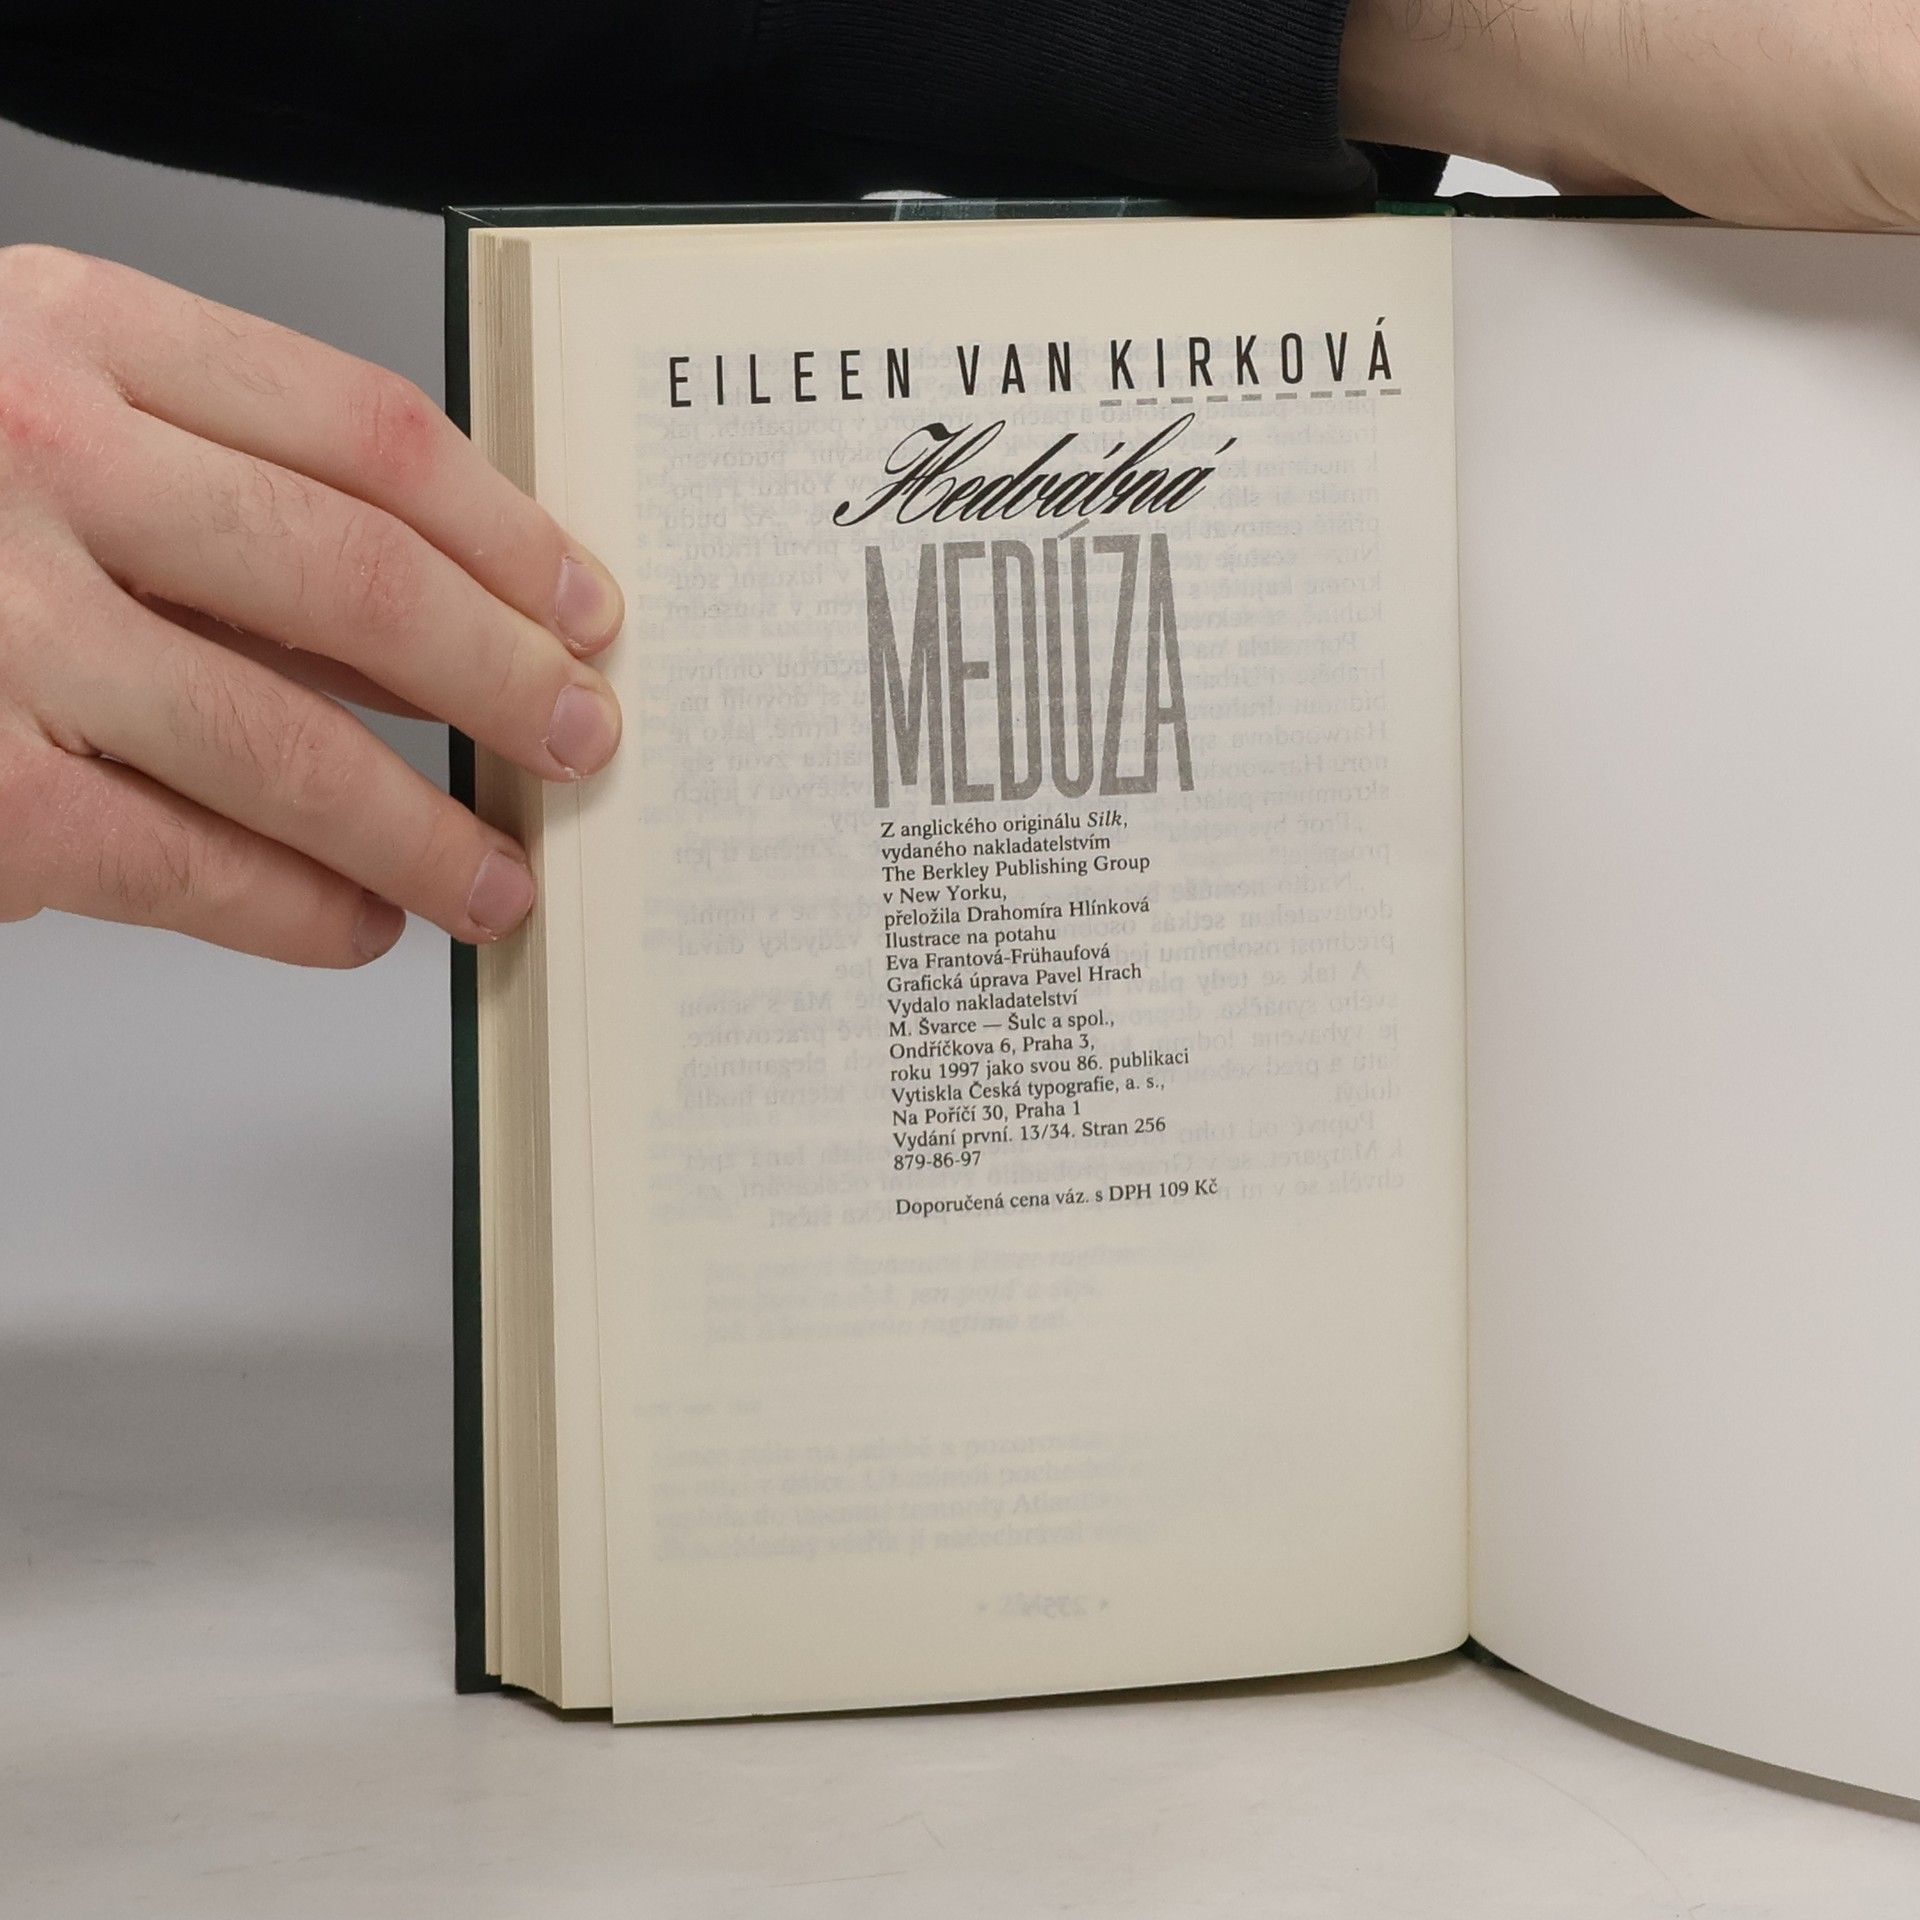 EILEEN VAN KIRKOVÁ
Hedvábná
MEDÚZA
Z anglického originálu Silk,
vydaného nakladatelstvím
The Berkley Publishing Group
v New Yorku,
přeložila Drahomíra Hlínková
Ilustrace na potahu
Eva Frantová-Frühaufová
Grafická úprava Pavel Hrach
Vydalo nakladatelství
M. Švarce — Šulc a spol.,
Ondříčkova 6, Praha 3,
roku 1997 jako svou 86. publikaci
Vytiskla Česká typografie, a. s.,
Na Poříčí 30, Praha 1
Vydání první. 13/34. Stran 256
879-86-97
Doporučená cena váz. s DPH 109 Kč